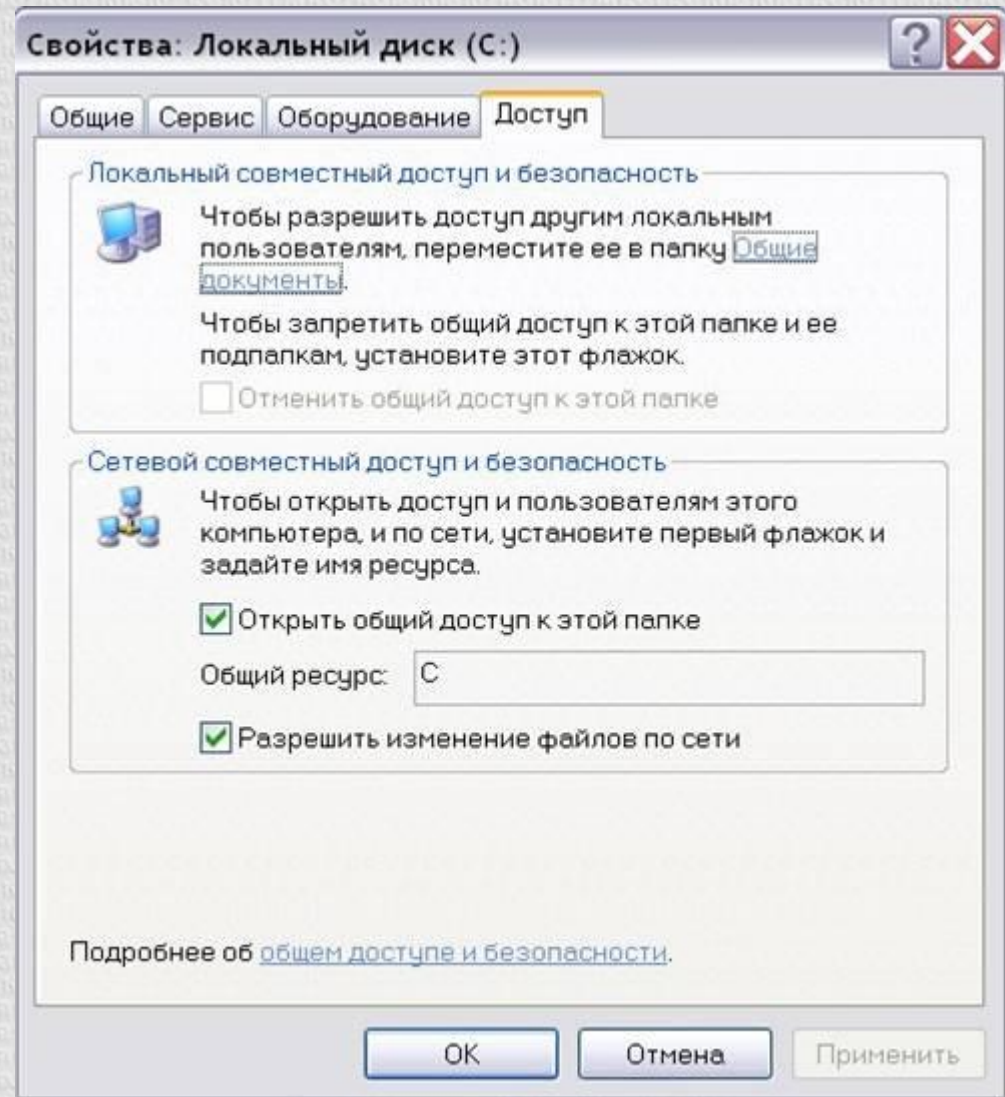 Свойства: Локальный диск (C:)
Общие Сервис Оборудование Доступ
Локальный совместный доступ и безопасность
Чтобы разрешить доступ другим локальным
пользователям, переместите ее в папку Общие
документы.
Чтобы запретить общий доступ к этой папке и ее
подпапкам, установите этот флажок.
Отменить общий доступ к этой папке
Сетевой совместный доступ и безопасность
Чтобы открыть доступ и пользователям этого
компьютера, и по сети, установите первый флажок и
задайте имя ресурса.
Открыть общий доступ к этой папке
Общий ресурс: C
Разрешить изменение файлов по сети
Подробнее об общем доступе и безопасности.
OK Отмена Применить